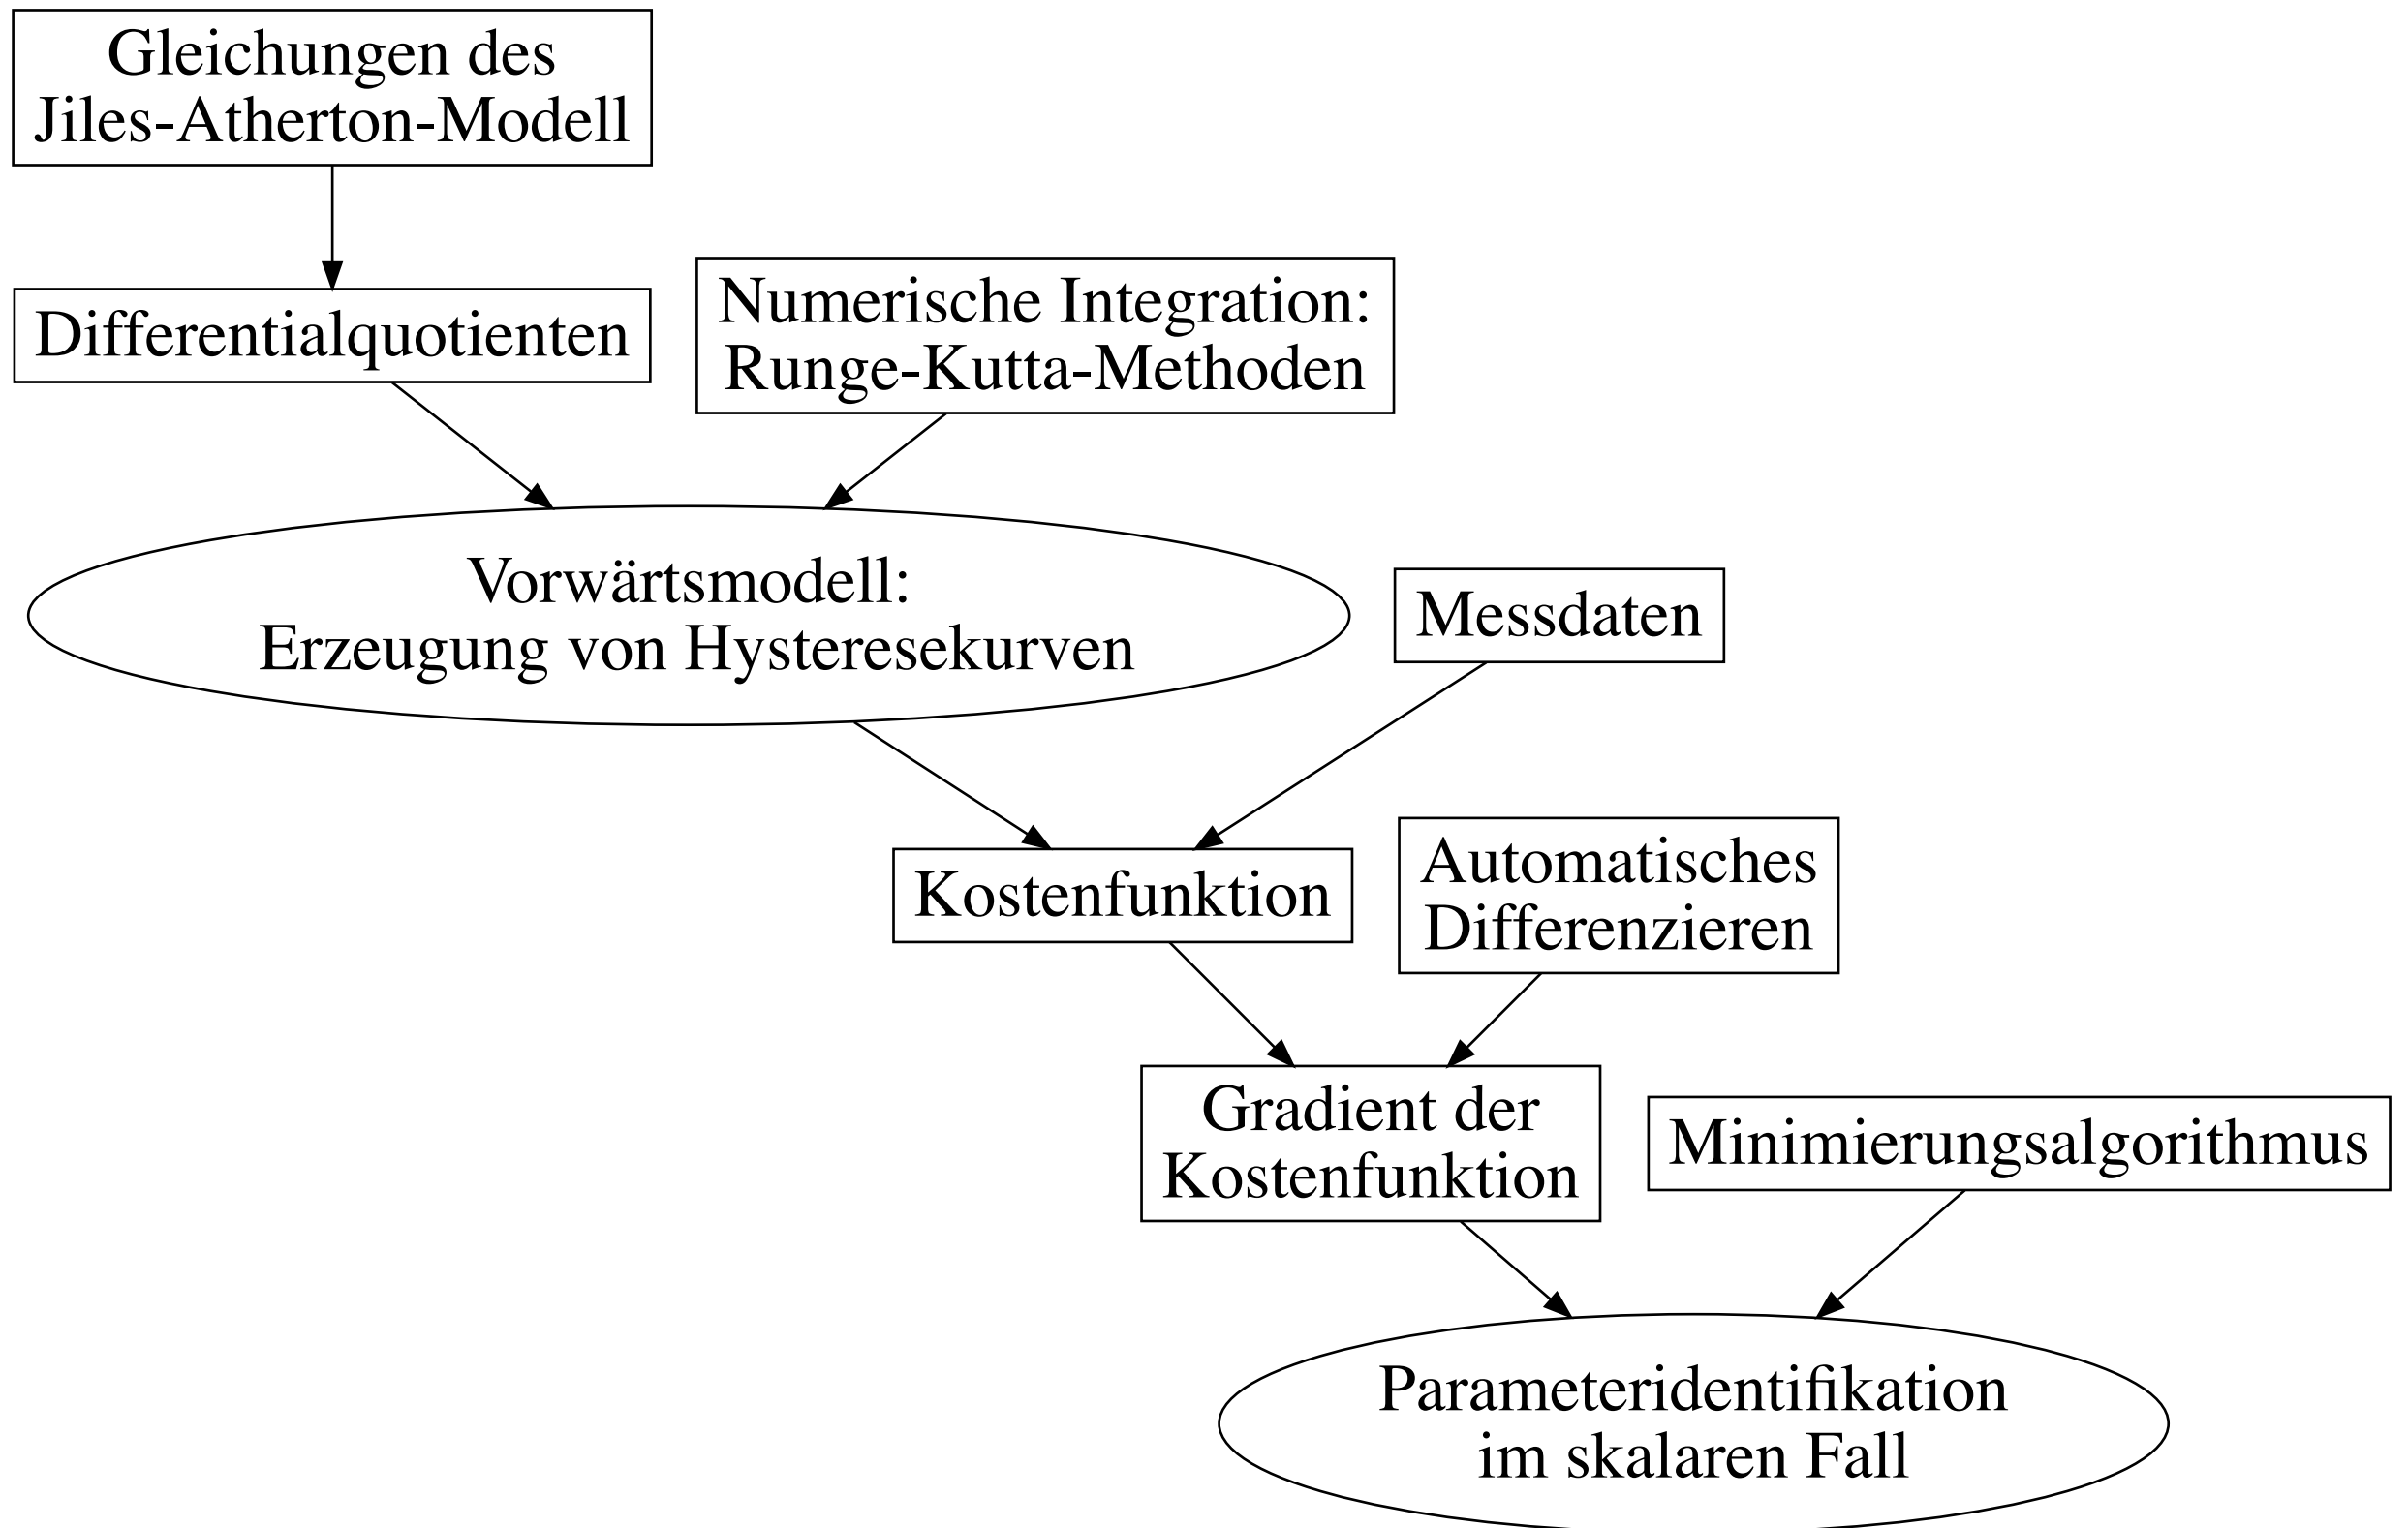 Gleichungen des
Jiles-Atherton-Modell
Differentialquotienten
Numerische Integration:
Runge-Kutta-Methoden
Vorwärtsmodell:
Erzeugung von Hysteresekurven
Messdaten
Kostenfunktion
Automatisches
Differenzieren
Gradient der
Kostenfunktion
Minimierungsalgorithmus
Parameteridentifikation
im skalaren Fall